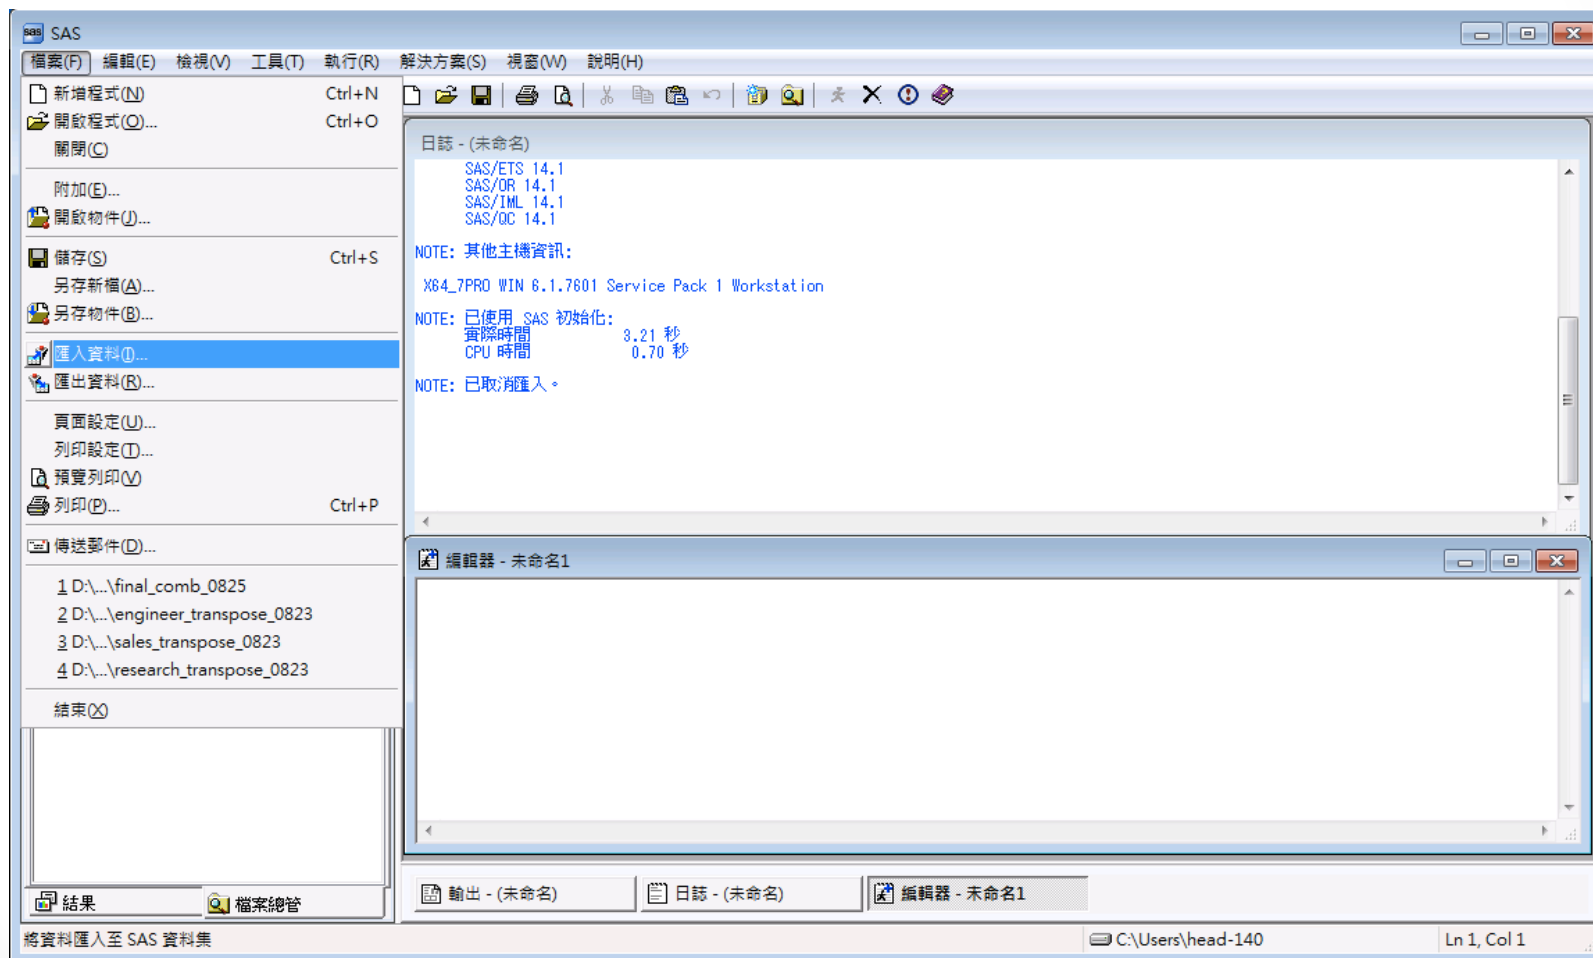 SAS
檔案(F) 編輯(E) 檢視(V) 工具(T) 執行(R) 解決方案(S) 視窗(W) 說明(H)
新增程式(N) Ctrl+N
開啟程式(O)... Ctrl+O
關閉(C)
附加(E)...
開啟物件(J)...
儲存(S) Ctrl+S
另存新檔(A)...
另存物件(B)...
匯入資料(I)...
匯出資料(R)...
頁面設定(U)...
列印設定(T)...
預覽列印(V)
列印(P)... Ctrl+P
傳送郵件(D)...
1 D:\...\final_comb_0825
2 D:\...\engineer_transpose_0823
3 D:\...\sales_transpose_0823
4 D:\...\research_transpose_0823
結束(X)
日誌 - (未命名)
SAS/ETS 14.1
SAS/OR 14.1
SAS/IML 14.1
SAS/QC 14.1
NOTE: 其他主機資訊:
X64_7PRO WIN 6.1.7601 Service Pack 1 Workstation
NOTE: 已使用 SAS 初始化:
實際時間 3.21 秒
CPU 時間 0.70 秒
NOTE: 已取消匯入。
編輯器 - 未命名1
結果 檔案總管
輸出 - (未命名) 日誌 - (未命名) 編輯器 - 未命名1
將資料匯入至 SAS 資料集 C:\Users\head-140 Ln 1, Col 1